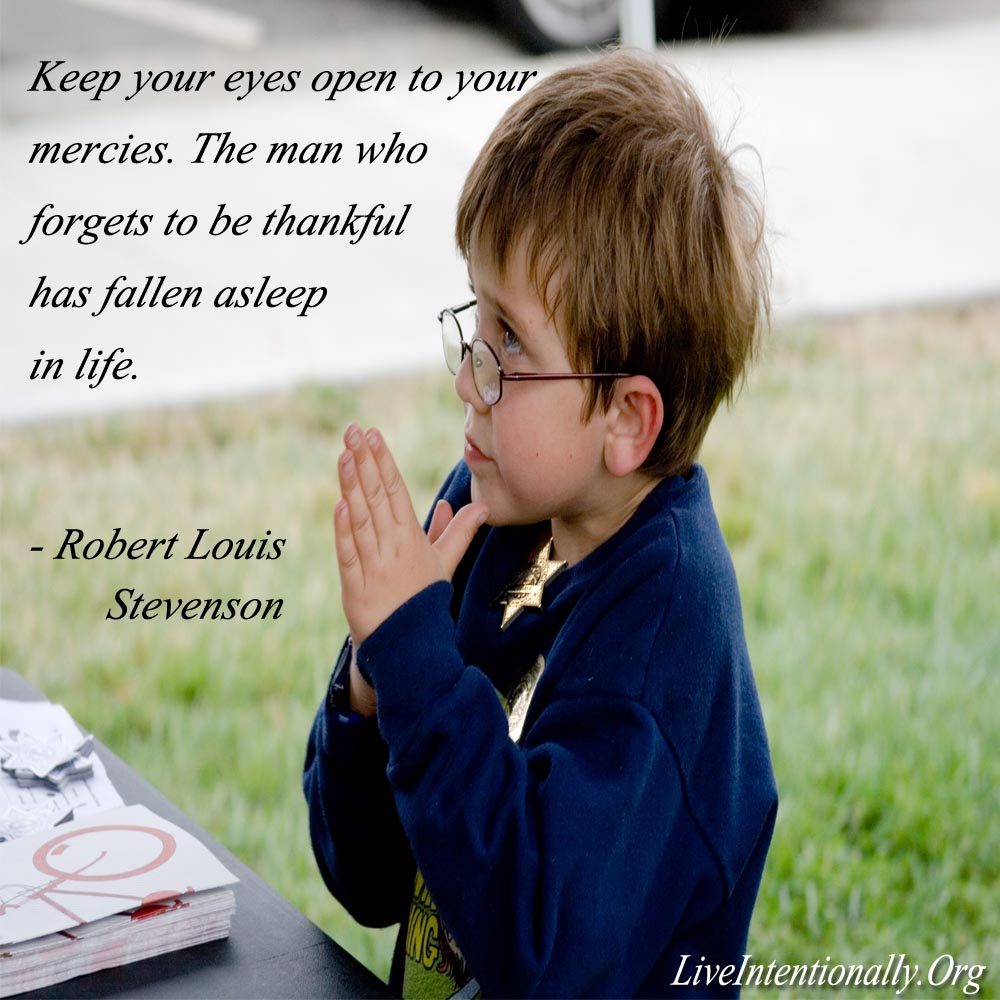 Keep your eyes open to your
mercies. The man who
forgets to be thankful
has fallen asleep
in life.
- Robert Louis
Stevenson
LiveIntentionally.Org